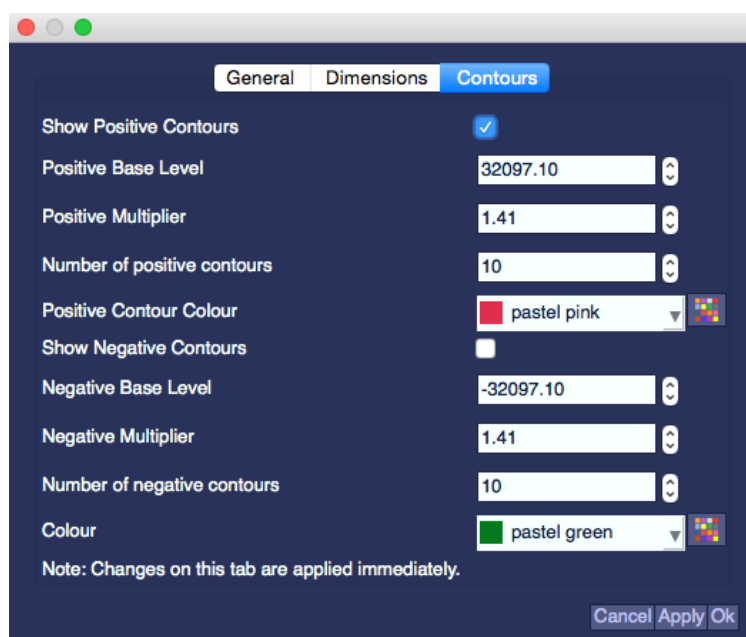 General Dimensions Contours
Show Positive Contours
Positive Base Level 32097.10
Positive Multiplier 1.41
Number of positive contours 10
Positive Contour Colour pastel pink
Show Negative Contours
Negative Base Level -32097.10
Negative Multiplier 1.41
Number of negative contours 10
Colour pastel green
Note: Changes on this tab are applied immediately.
Cancel Apply Ok